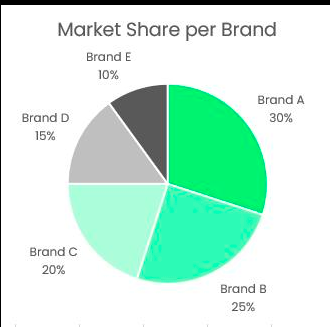 Market Share per Brand
Brand E
10%
Brand A
30%
Brand D
15%
Brand C
20%
Brand B
25%